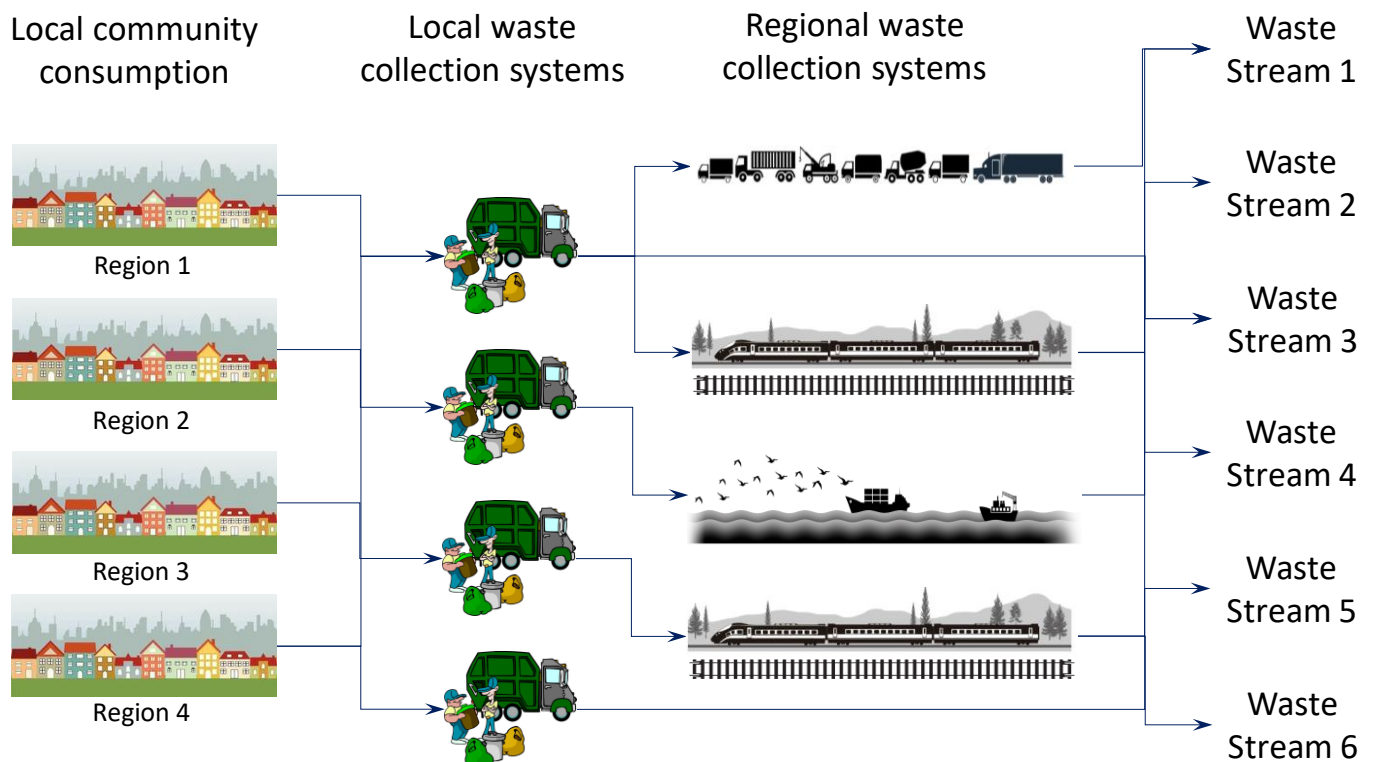 Local community
consumption
Local waste
collection systems
Regional waste
collection systems
Waste
Stream 1
Waste
Stream 2
Waste
Stream 3
Waste
Stream 4
Waste
Stream 5
Waste
Stream 6
Region 1
Region 2
Region 3
Region 4